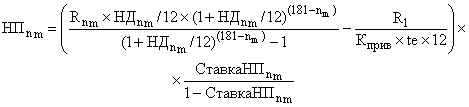 НП_{nm} = ( (R_{nm} × НД_{nm} /12 × (1 + НД_{nm} /12)^{(181−n_m)}) / ((1 + НД_{nm} /12)^{(181−n_m)} − 1) − R_1 / (К_{прив} × te × 12) ) ×
× СтавкаНП_{nm} / (1 − СтавкаНП_{nm})